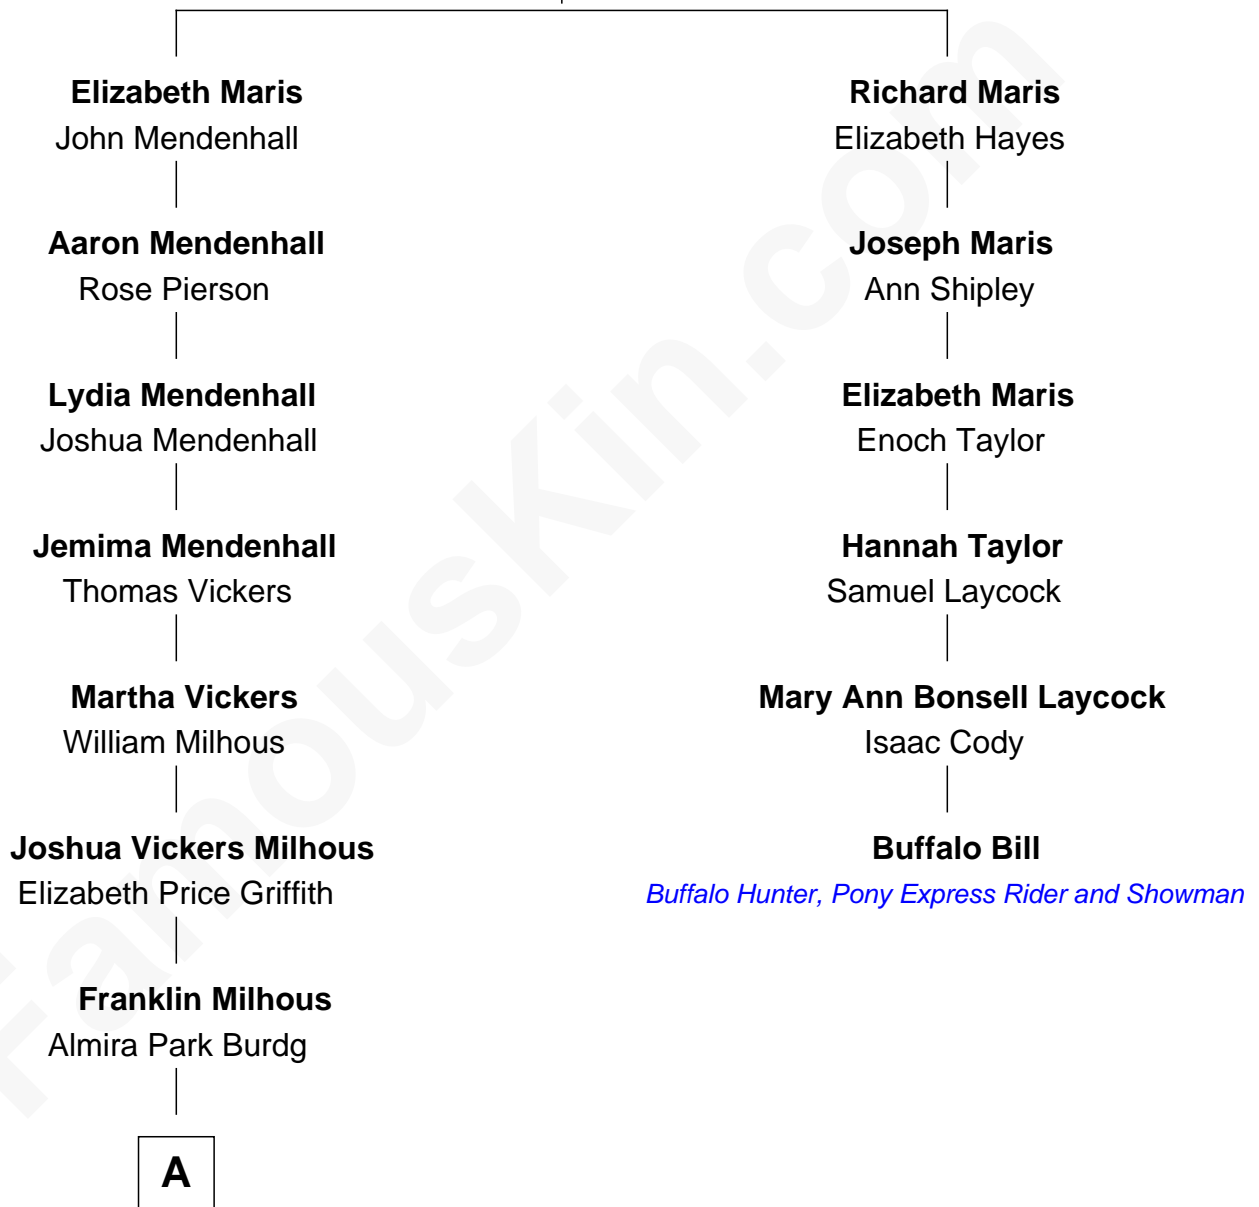 Elizabeth Maris
John Mendenhall
Aaron Mendenhall
Rose Pierson
Lydia Mendenhall
Joshua Mendenhall
Jemima Mendenhall
Thomas Vickers
Martha Vickers
William Milhous
Joshua Vickers Milhous
Elizabeth Price Griffith
Franklin Milhous
Almira Park Burdg
A
Richard Maris
Elizabeth Hayes
Joseph Maris
Ann Shipley
Elizabeth Maris
Enoch Taylor
Hannah Taylor
Samuel Laycock
Mary Ann Bonsell Laycock
Isaac Cody
Buffalo Bill
Buffalo Hunter, Pony Express Rider and Showman
FamousKin.com